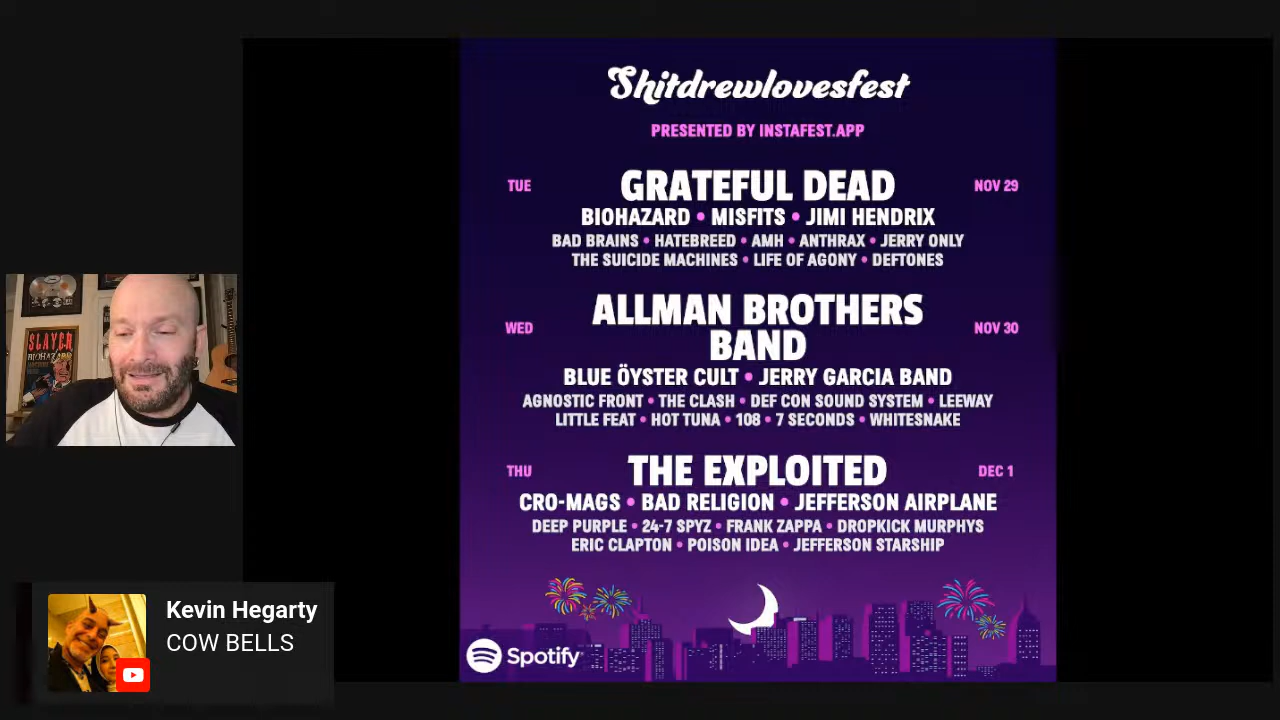 Shitdrewlovesfest
PRESENTED BY INSTAFEST.APP
TUE
GRATEFUL DEAD
NOV 29
BIOHAZARD • MISFITS • JIMI HENDRIX
BAD BRAINS • HATEBREED • AMH • ANTHRAX • JERRY ONLY
THE SUICIDE MACHINES • LIFE OF AGONY • DEFTONES
WED
ALLMAN BROTHERS
BAND
NOV 30
BLUE ÖYSTER CULT • JERRY GARCIA BAND
AGNOSTIC FRONT • THE CLASH • DEF CON SOUND SYSTEM • LEEWAY
LITTLE FEAT • HOT TUNA • 108 • 7 SECONDS • WHITESNAKE
THU
THE EXPLOITED
DEC 1
CRO-MAGS • BAD RELIGION • JEFFERSON AIRPLANE
DEEP PURPLE • 24-7 SPYZ • FRANK ZAPPA • DROPKICK MURPHYS
ERIC CLAPTON • POISON IDEA • JEFFERSON STARSHIP
Spotify
SLAYER
BIOHAZARD
Kevin Hegarty
COW BELLS